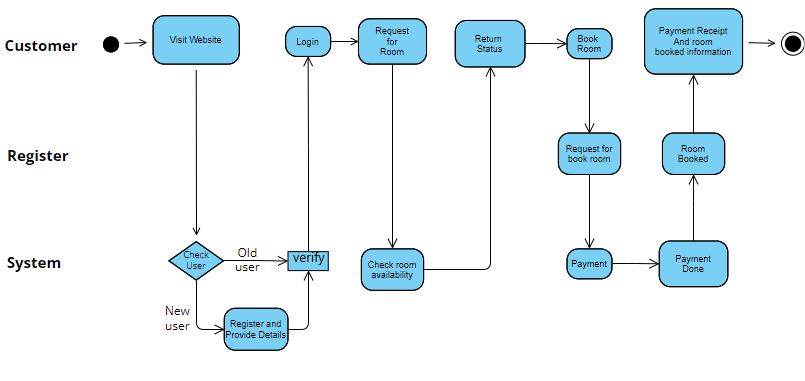 Customer
Visit Website
Login
Request
for
Room
Return
Status
Book
Room
Payment Receipt
And room
booked information
Register
Request for
book room
Room
Booked
System
Check
User
Old
user
verify
Check room
availability
Payment
Payment
Done
New
user
Register and
Provide Details